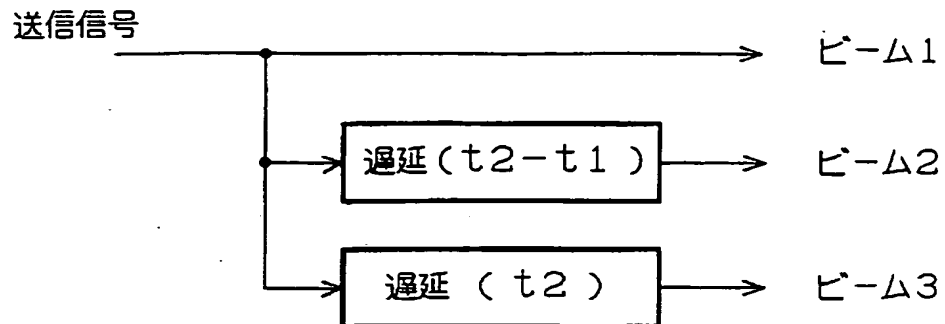 送信信号
ビーム1
遅延(t2-t1)
ビーム2
遅延(t2)
ビーム3